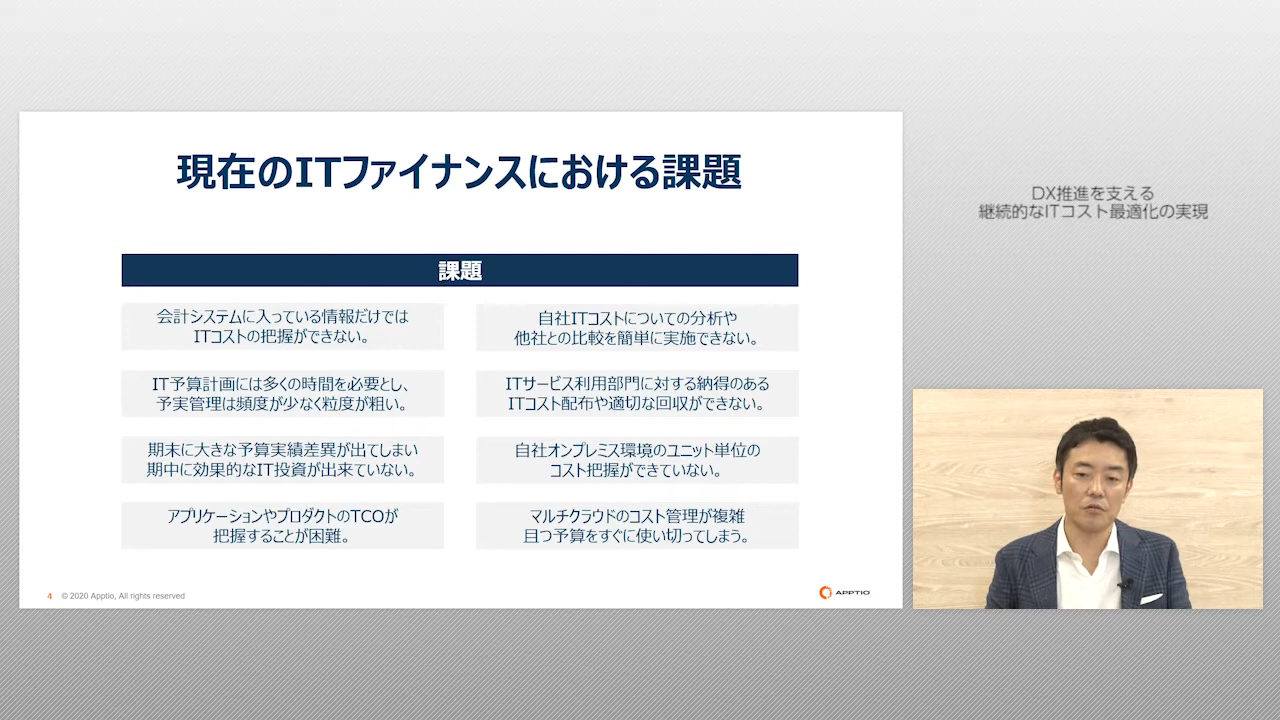 現在のITファイナンスにおける課題
課題
会計システムに入っている情報だけでは
ITコストの把握ができない。
IT予算計画には多くの時間を必要とし、
予実管理は頻度が少なく粒度が粗い。
期末に大きな予算実績差異が出てしまい
期中に効果的なIT投資が出来ていない。
アプリケーションやプロダクトのTCOが
把握することが困難。
自社ITコストについての分析や
他社との比較を簡単に実施できない。
ITサービス利用部門に対する納得のある
ITコスト配布や適切な回収ができない。
自社オンプレミス環境のユニット単位の
コスト把握ができていない。
マルチクラウドのコスト管理が複雑
且つ予算をすぐに使い切ってしまう。
4 © 2020 Apptio, All rights reserved
APPTIO
DX推進を支える
継続的なITコスト最適化の実現